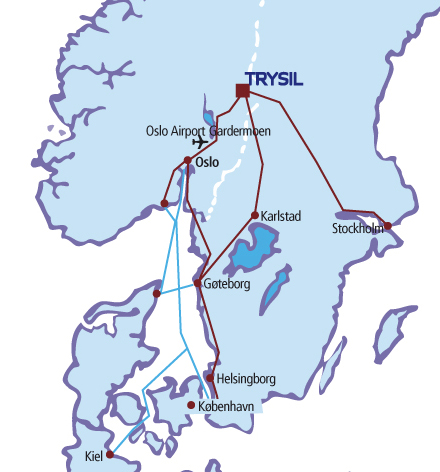 TRYSIL
Oslo Airport Gardermoen
Oslo
Karlstad
Stockholm
Gøteborg
Helsingborg
København
Kiel